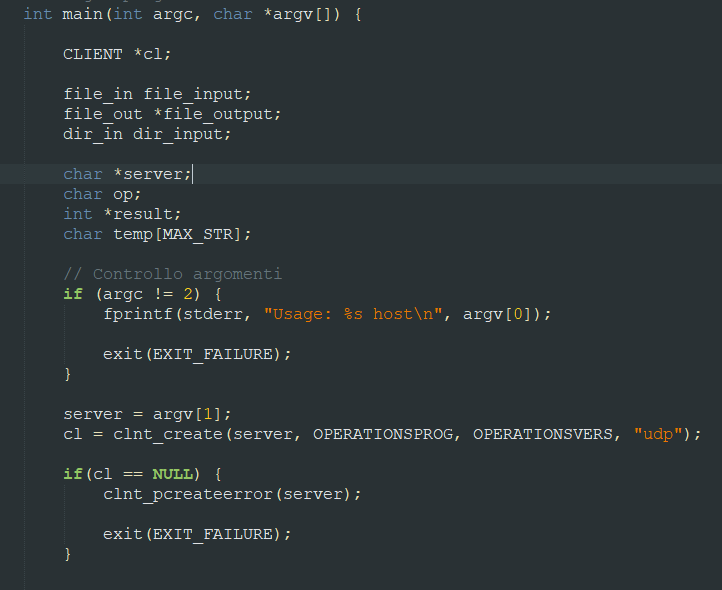 int main(int argc, char *argv[]) {
CLIENT *cl;
file_in file_input;
file_out *file_output;
dir_in dir_input;
char *server;
char op;
int *result;
char temp[MAX_STR];
// Controllo argomenti
if (argc != 2) {
fprintf(stderr, "Usage: %s host\n", argv[0]);
exit(EXIT_FAILURE);
}
server = argv[1];
cl = clnt_create(server, OPERATIONSPROG, OPERATIONSVERS, "udp");
if(cl == NULL) {
clnt_pcreateerror(server);
exit(EXIT_FAILURE);
}